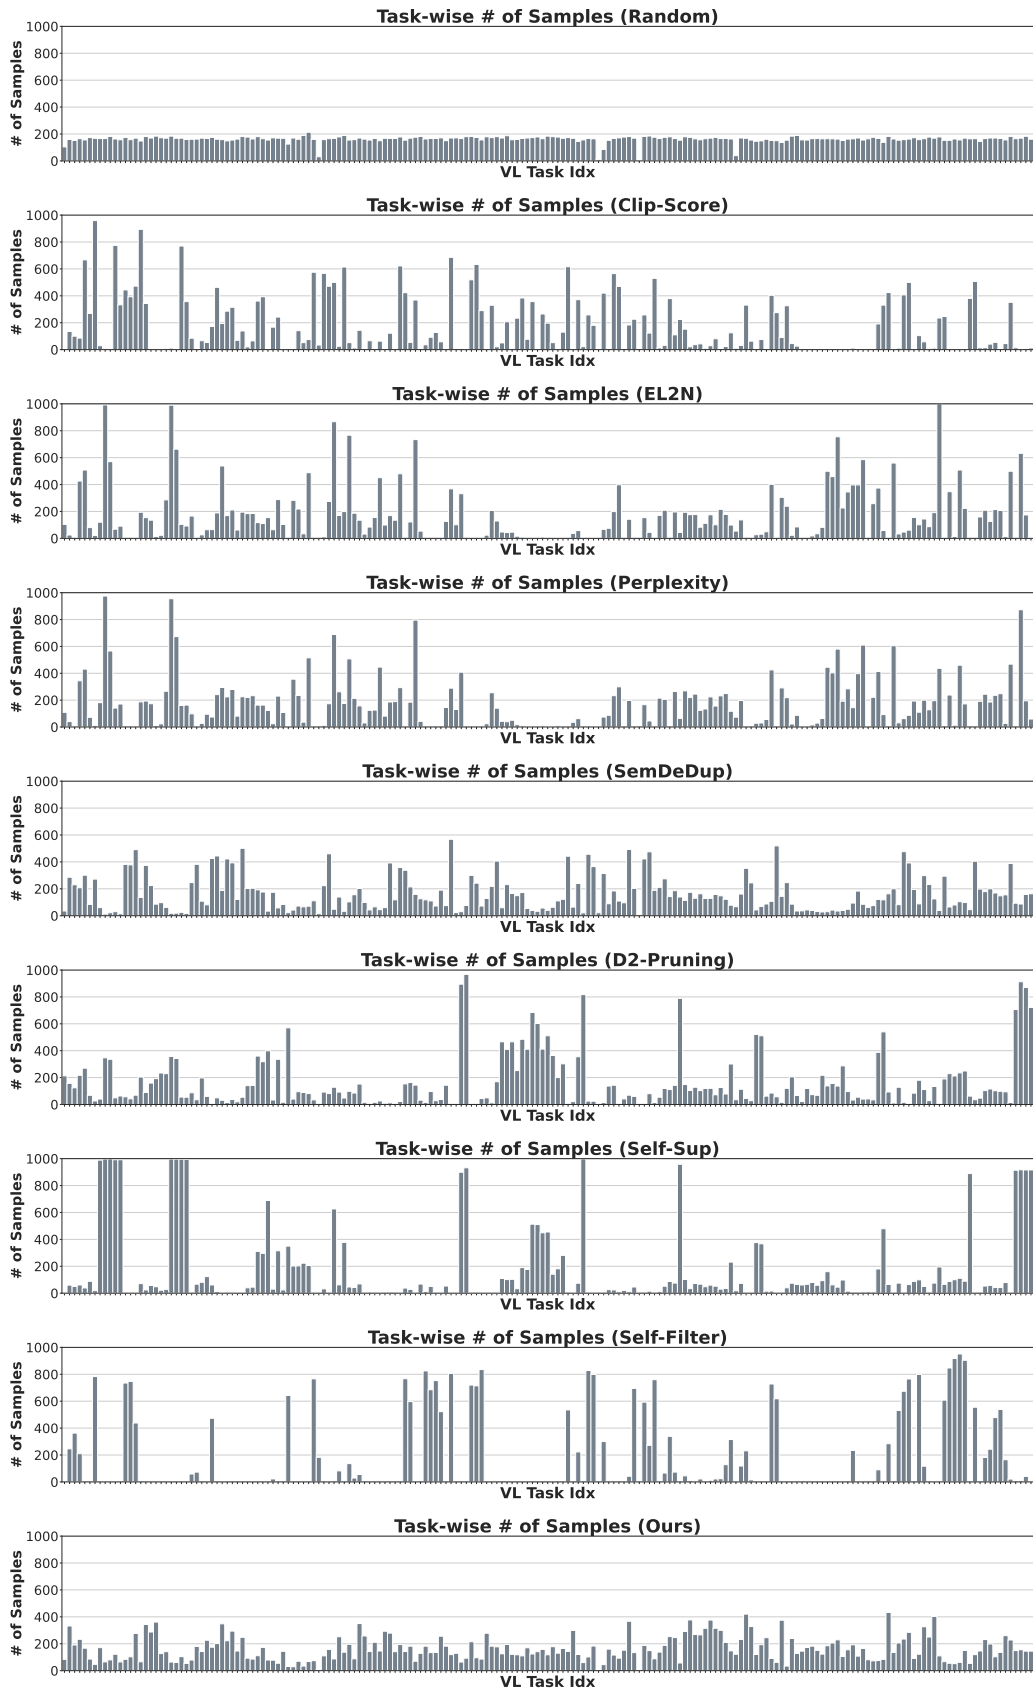 Task-wise # of Samples (Random)
# of Samples
1000
800
600
400
200
0
VL Task Idx
Task-wise # of Samples (Clip-Score)
# of Samples
1000
800
600
400
200
0
VL Task Idx
Task-wise # of Samples (EL2N)
# of Samples
1000
800
600
400
200
0
VL Task Idx
Task-wise # of Samples (Perplexity)
# of Samples
1000
800
600
400
200
0
VL Task Idx
Task-wise # of Samples (SemDeDup)
# of Samples
1000
800
600
400
200
0
VL Task Idx
Task-wise # of Samples (D2-Pruning)
# of Samples
1000
800
600
400
200
0
VL Task Idx
Task-wise # of Samples (Self-Sup)
# of Samples
1000
800
600
400
200
0
VL Task Idx
Task-wise # of Samples (Self-Filter)
# of Samples
1000
800
600
400
200
0
VL Task Idx
Task-wise # of Samples (Ours)
# of Samples
1000
800
600
400
200
0
VL Task Idx